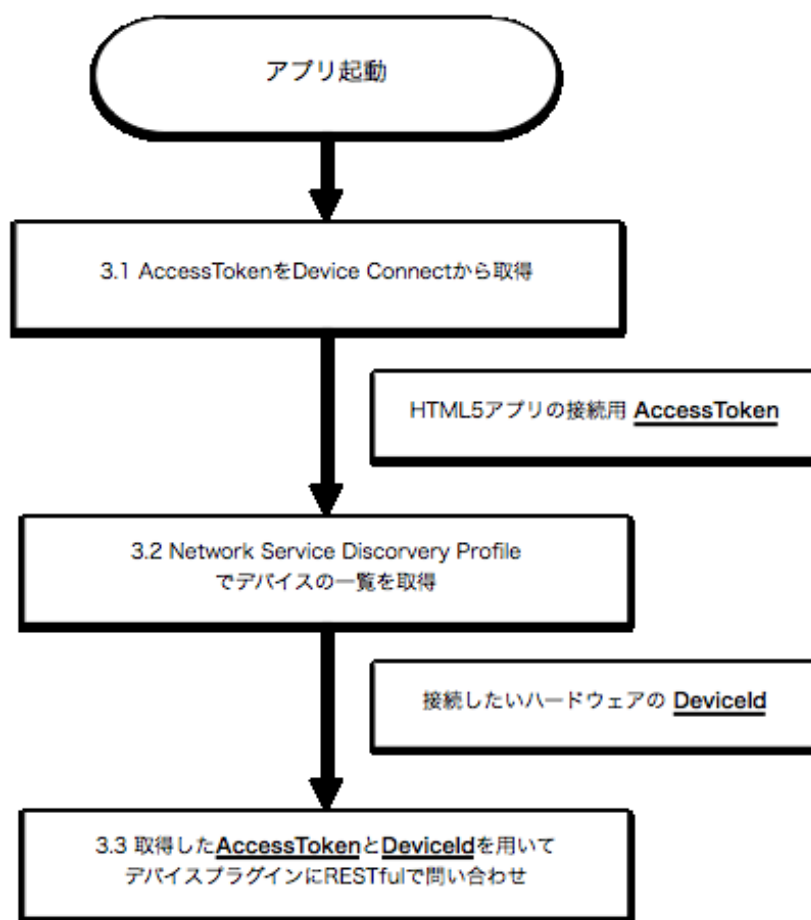 アプリ起動
3.1 AccessTokenをDevice Connectから取得
HTML5アプリの接続用 AccessToken
3.2 Network Service Discorvery Profile
でデバイスの一覧を取得
接続したいハードウェアの DeviceId
3.3 取得したAccessTokenとDeviceIdを用いて
デバイスプラグインにRESTfulで問い合わせ